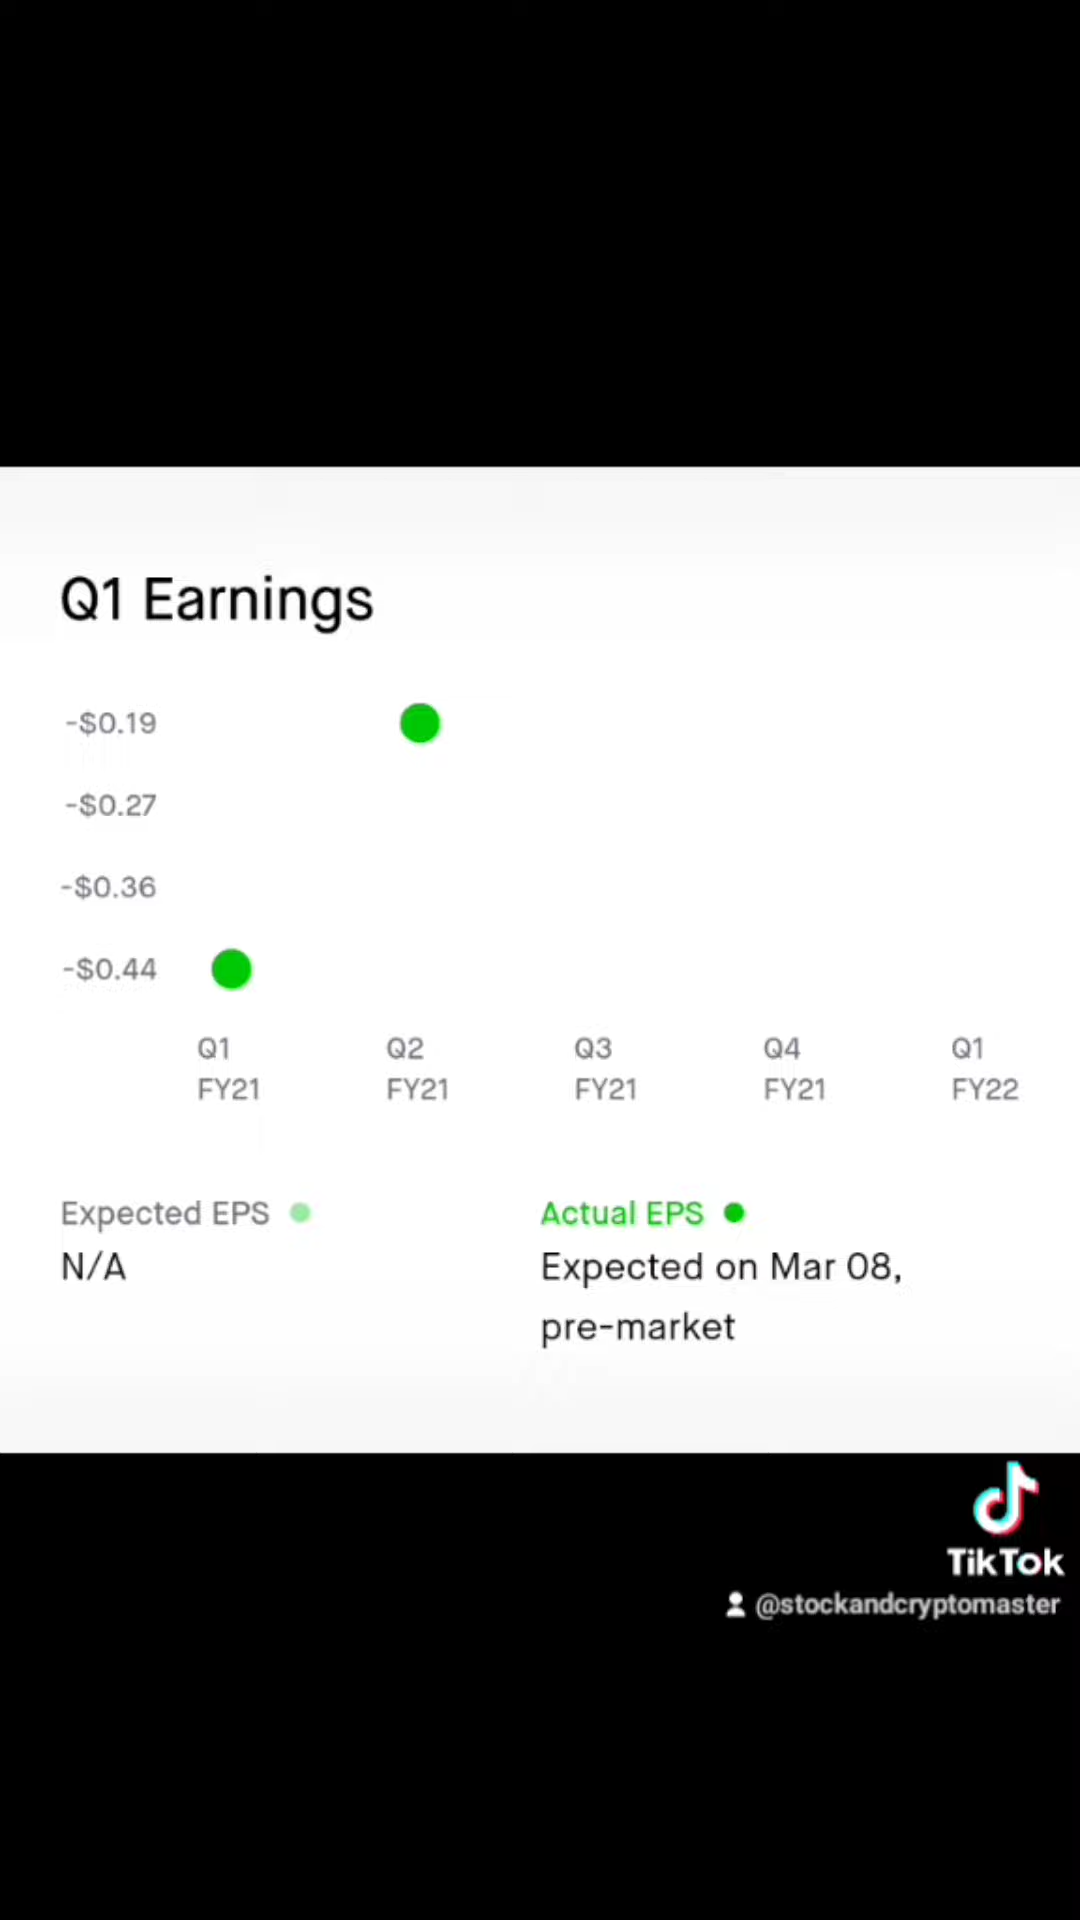 Q1 Earnings
-$0.19
-$0.27
-$0.36
-$0.44
Q1 Q2 Q3 Q4 Q1
FY21 FY21 FY21 FY21 FY22
Expected EPS Actual EPS
N/A Expected on Mar 08,
pre-market
TikTok
@stockandcryptomaster